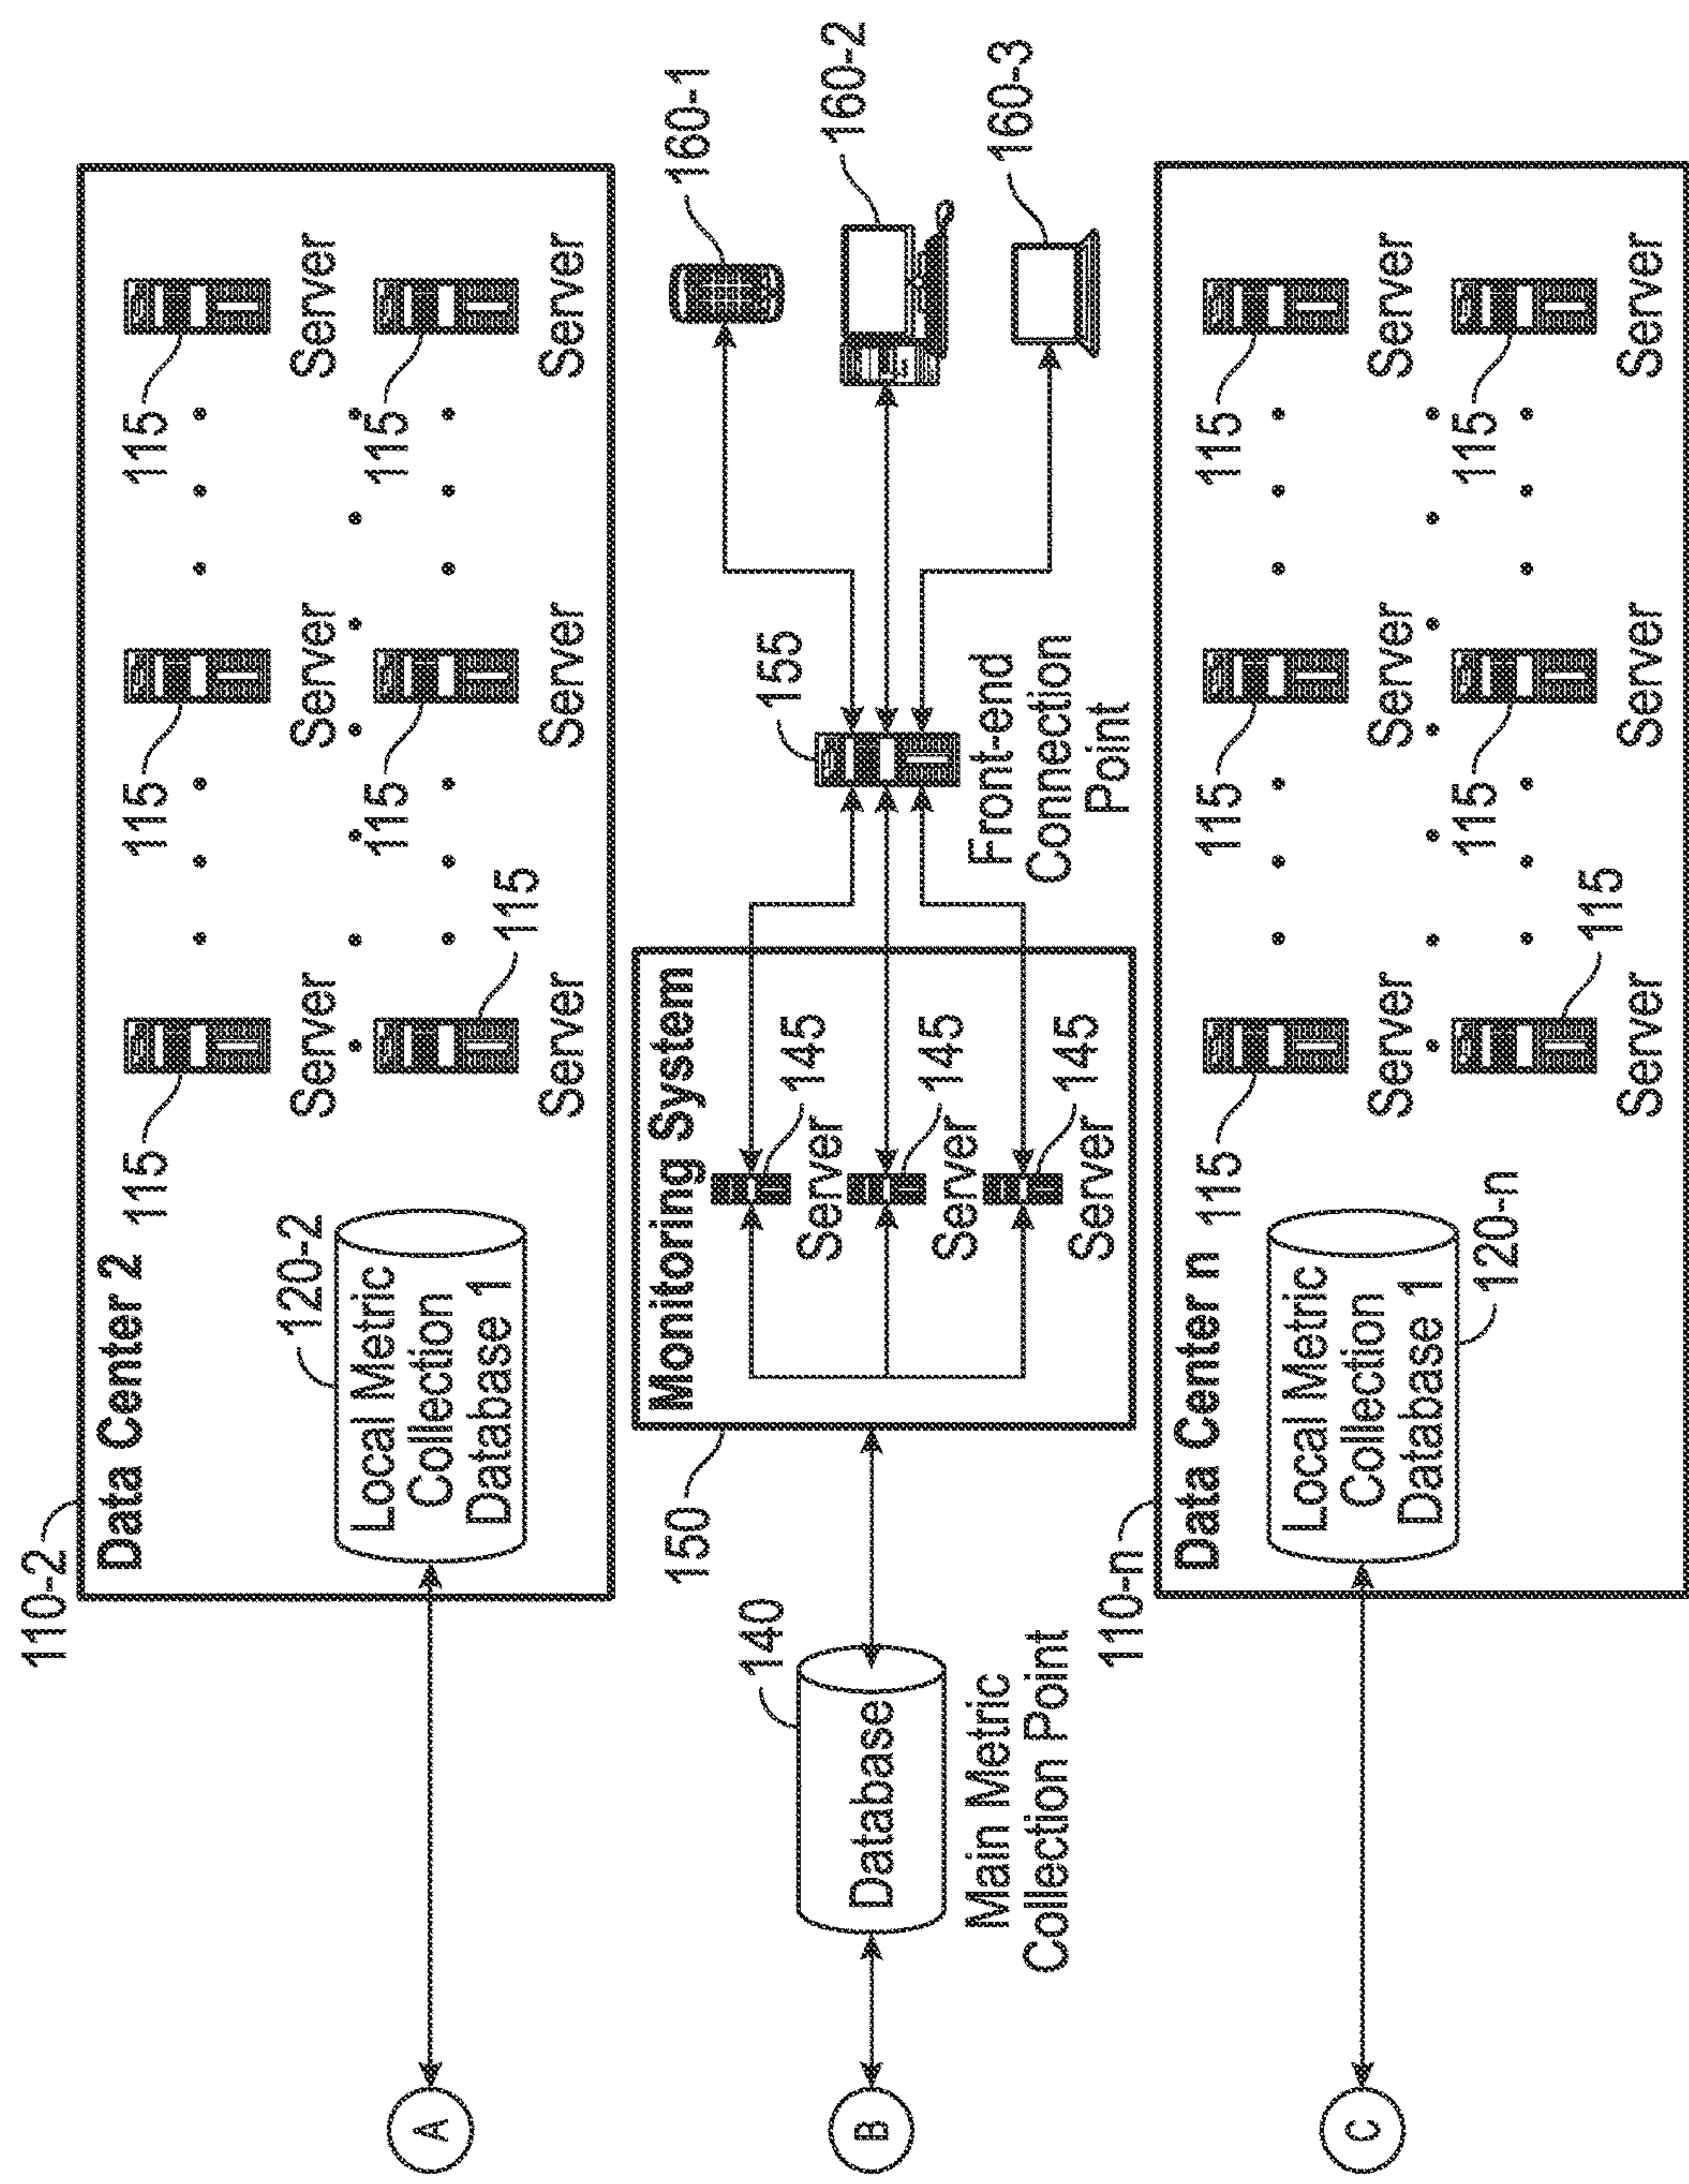 110-2
Data Center 2
115
115
115
Server
Server
Server
120-2
Local Metric
Collection
Database 1
115
115
115
Server
Server
Server
A
150
Monitoring System
160-1
140
155
145
Server
160-2
B
Database
145
Server
Main Metric
Collection Point
Front-end
Connection
Point
145
Server
160-3
110-n
Data Center n
115
115
115
Server
Server
Server
Local Metric
Collection
Database 1
120-n
115
115
115
Server
Server
Server
C